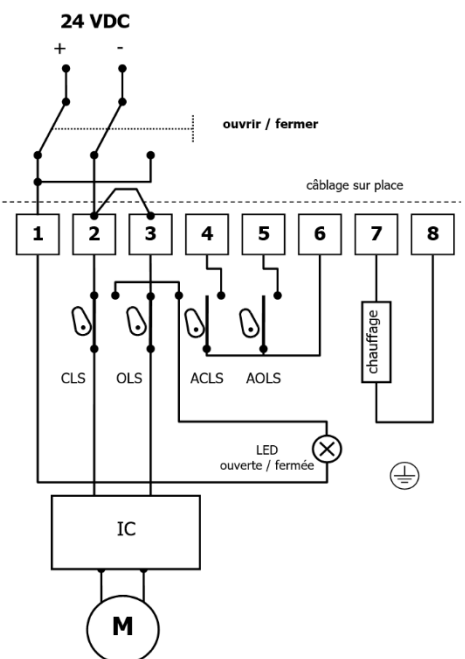 24 VDC
+ -
ouvrir / fermer
câblage sur place
1 2 3 4 5 6 7 8
CLS OLS ACLS AOLS
chauffage
LED
ouverte / fermée
IC
M